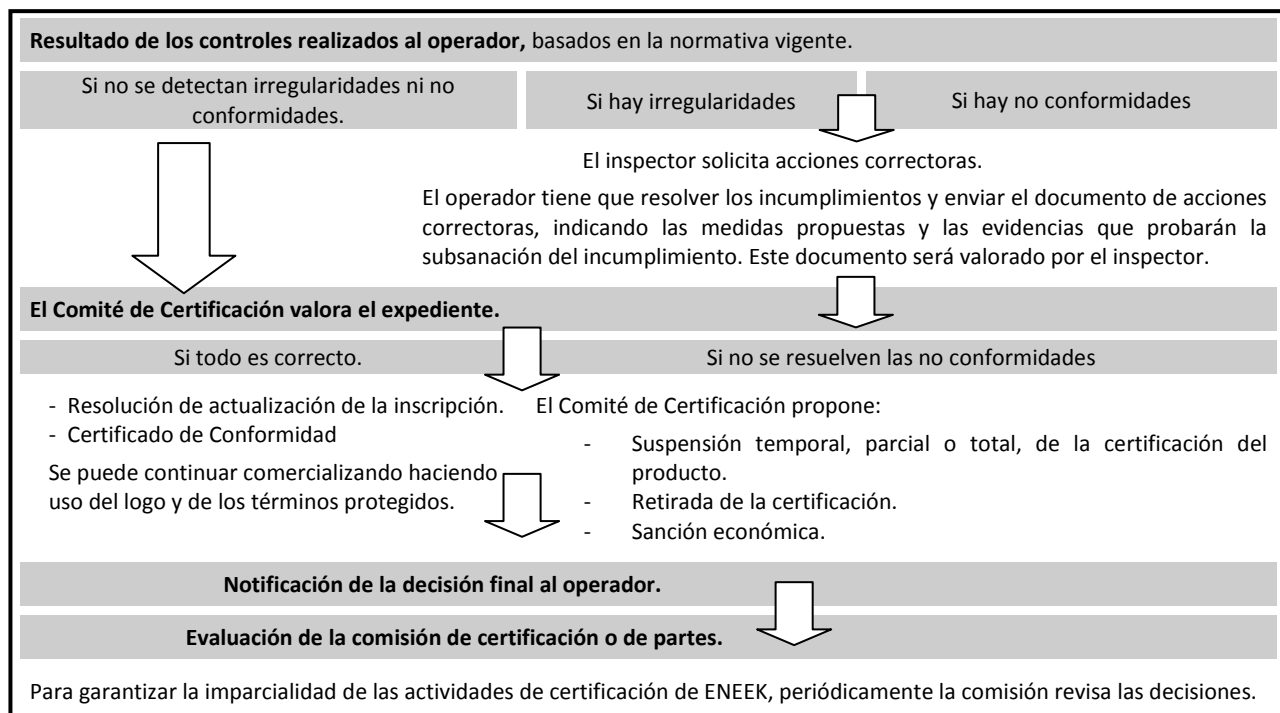 Resultado de los controles realizados al operador, basados en la normativa vigente.
Si no se detectan irregularidades ni no
conformidades.
Si hay irregularidades
Si hay no conformidades
El inspector solicita acciones correctoras.
El operador tiene que resolver los incumplimientos y enviar el documento de acciones
correctoras, indicando las medidas propuestas y las evidencias que probarán la
subsanación del incumplimiento. Este documento será valorado por el inspector.
El Comité de Certificación valora el expediente.
Si todo es correcto.
Si no se resuelven las no conformidades
- Resolución de actualización de la inscripción.
- Certificado de Conformidad
Se puede continuar comercializando haciendo
uso del logo y de los términos protegidos.
El Comité de Certificación propone:
- Suspensión temporal, parcial o total, de la certificación del
producto.
- Retirada de la certificación.
- Sanción económica.
Notificación de la decisión final al operador.
Evaluación de la comisión de certificación o de partes.
Para garantizar la imparcialidad de las actividades de certificación de ENEEK, periódicamente la comisión revisa las decisiones.